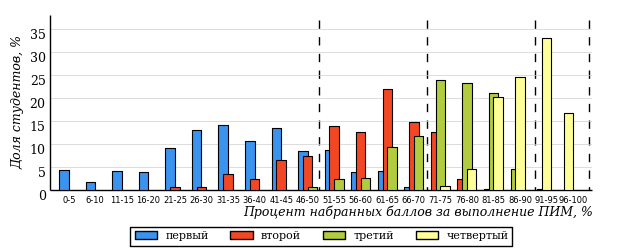 Доля студентов, %
35
30
25
20
15
10
5
0
0-5 6-10 11-15 16-20 21-25 26-30 31-35 36-40 41-45 46-50 51-55 56-60 61-65 66-70 71-75 76-80 81-85 86-90 91-95 96-100
Процент набранных баллов за выполнение ПИМ, %
первый второй третий четвертый